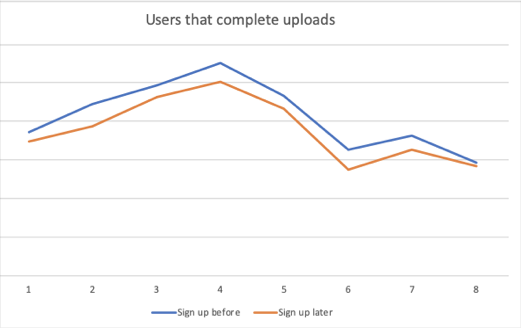 Users that complete uploads
1 2 3 4 5 6 7 8
Sign up before Sign up later